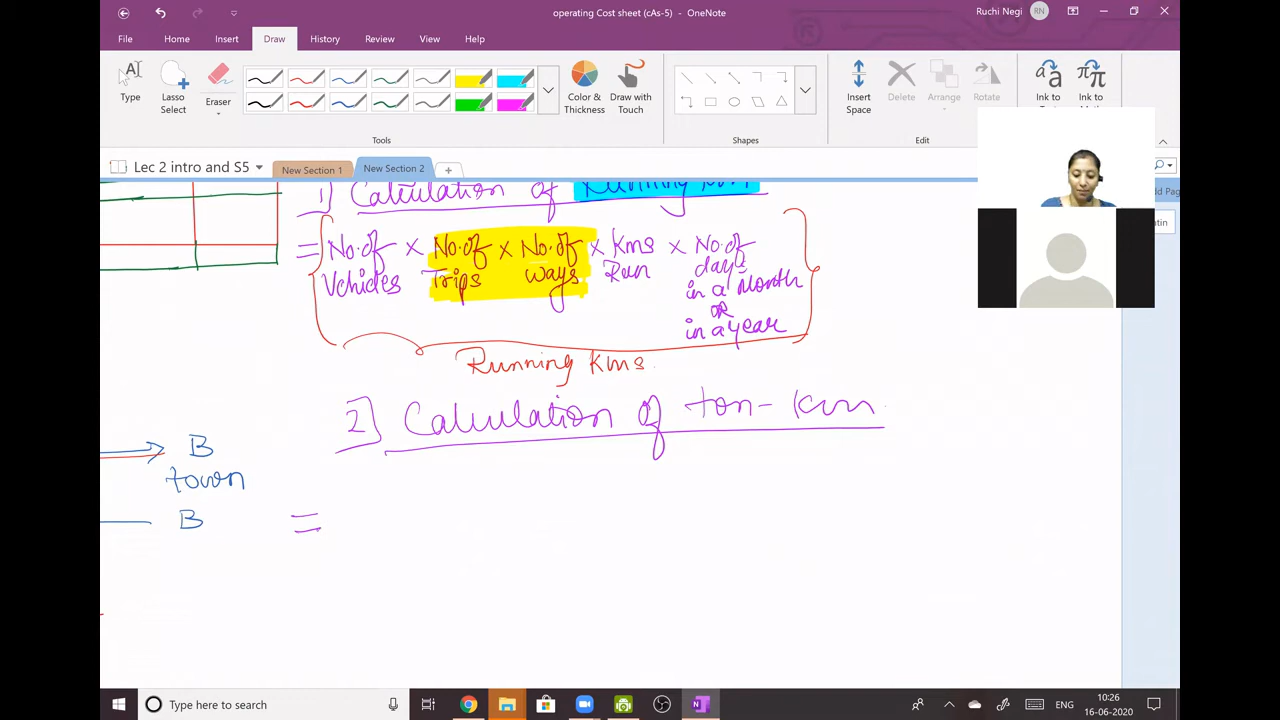 operating Cost sheet (cAs-5) - OneNote
Ruchi Negi RN
File Home Insert Draw History Review View Help
Type Lasso Select Eraser Color & Thickness Draw with Touch Insert Space Delete Arrange Rotate Ink to Ink to
Tools Shapes Edit
Lec 2 intro and S5 New Section 1 New Section 2 +
1] Calculation of Running
= No.of × No.of × No.of × Kms × No.of
Vehicles Trips ways Run days
in a Month
OR
in a year
Running Kms
2] Calculation of ton-km
B
town
B =
Type here to search
ENG 10:26
16-06-2020